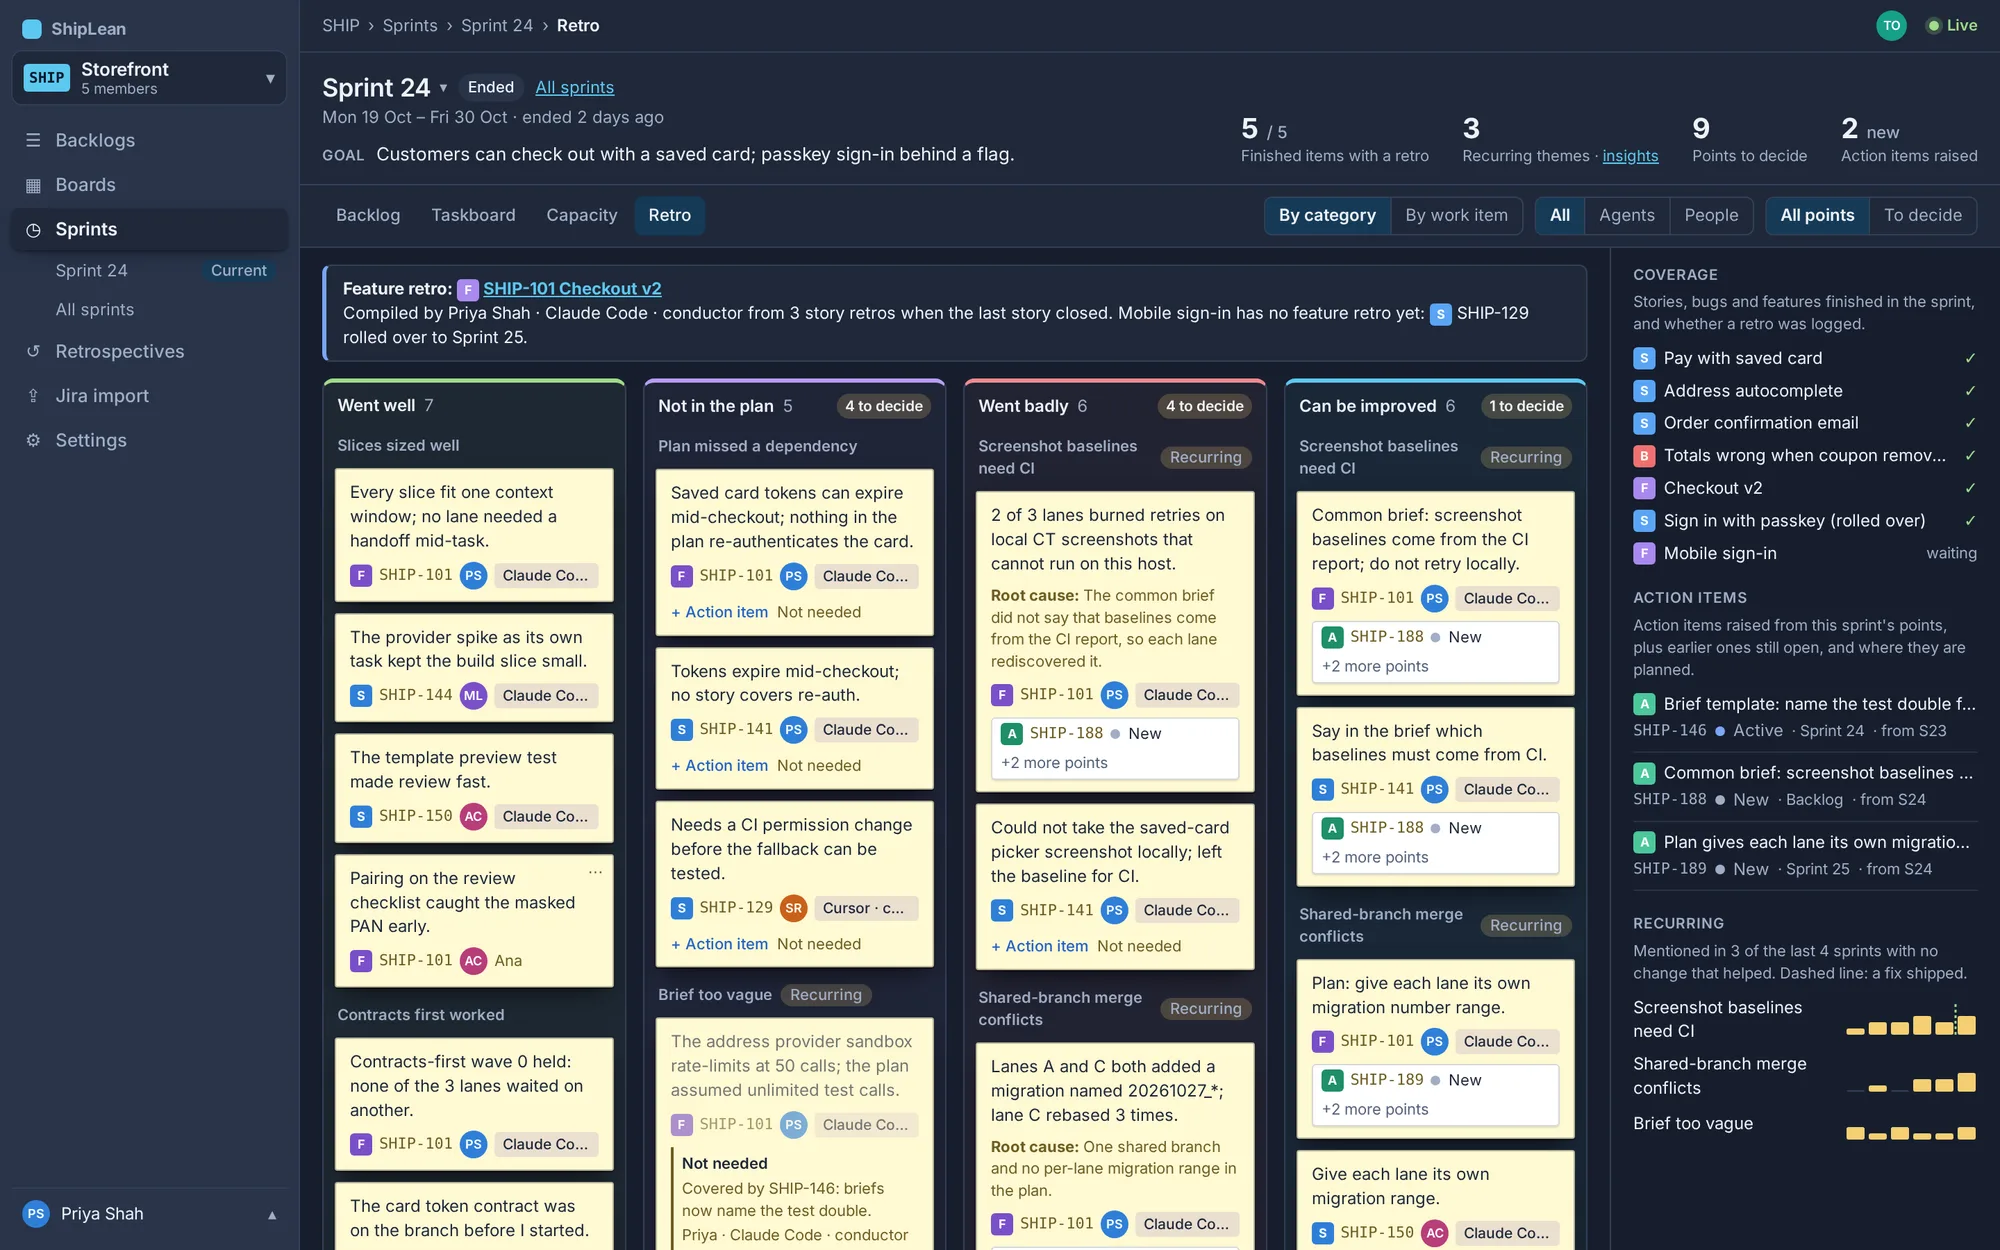 ShipLean
SHIP
Storefront
5 members
Backlogs
Boards
Sprints
Sprint 24
Current
All sprints
Retrospectives
Jira import
Settings
PS
Priya Shah
SHIP › Sprints › Sprint 24 › Retro
TO
Live
Sprint 24
Ended
All sprints
Mon 19 Oct – Fri 30 Oct · ended 2 days ago
GOAL Customers can check out with a saved card; passkey sign-in behind a flag.
5 / 5
Finished items with a retro
3
Recurring themes · insights
9
Points to decide
2 new
Action items raised
Backlog
Taskboard
Capacity
Retro
By category
By work item
All
Agents
People
All points
To decide
Feature retro: F SHIP-101 Checkout v2
Compiled by Priya Shah · Claude Code · conductor from 3 story retros when the last story closed. Mobile sign-in has no feature retro yet: S SHIP-129
rolled over to Sprint 25.
Went well 7
Slices sized well
Every slice fit one context
window; no lane needed a
handoff mid-task.
F SHIP-101 PS Claude Co...
The provider spike as its own
task kept the build slice small.
S SHIP-144 ML Claude Co...
The template preview test
made review fast.
S SHIP-150 AC Claude Co...
Pairing on the review
...
checklist caught the masked
PAN early.
F SHIP-101 AC Ana
Contracts first worked
Contracts-first wave 0 held:
none of the 3 lanes waited on
another.
F SHIP-101 PS Claude Co...
The card token contract was
on the branch before I started.
Not in the plan 5
4 to decide
Plan missed a dependency
Saved card tokens can expire
mid-checkout; nothing in the
plan re-authenticates the card.
F SHIP-101 PS Claude Co...
+ Action item Not needed
Tokens expire mid-checkout;
no story covers re-auth.
S SHIP-141 PS Claude Co...
+ Action item Not needed
Needs a CI permission change
before the fallback can be
tested.
S SHIP-129 SR Cursor · c...
+ Action item Not needed
Brief too vague
Recurring
The address provider sandbox
rate-limits at 50 calls; the plan
assumed unlimited test calls.
F SHIP-101 PS Claude Co...
Not needed
Covered by SHIP-146: briefs
now name the test double.
Priya · Claude Code · conductor
Went badly 6
4 to decide
Screenshot baselines
need CI
Recurring
2 of 3 lanes burned retries on
local CT screenshots that
cannot run on this host.
Root cause: The common brief
did not say that baselines come
from the CI report, so each lane
rediscovered it.
F SHIP-101 PS Claude Co...
A SHIP-188 New
+2 more points
Could not take the saved-card
picker screenshot locally; left
the baseline for CI.
S SHIP-141 PS Claude Co...
+ Action item Not needed
Shared-branch merge
conflicts
Recurring
Lanes A and C both added a
migration named 20261027_*;
lane C rebased 3 times.
Root cause: One shared branch
and no per-lane migration range in
the plan.
F SHIP-101 PS Claude Co...
Can be improved 6
1 to decide
Screenshot baselines
need CI
Recurring
Common brief: screenshot
baselines come from the CI
report; do not retry locally.
F SHIP-101 PS Claude Co...
A SHIP-188 New
+2 more points
Say in the brief which
baselines must come from CI.
S SHIP-141 PS Claude Co...
A SHIP-188 New
+2 more points
Shared-branch merge
conflicts
Recurring
Plan: give each lane its own
migration number range.
F SHIP-101 PS Claude Co...
A SHIP-189 New
+2 more points
Give each lane its own
migration range.
S SHIP-150 AC Claude Co...
COVERAGE
Stories, bugs and features finished in the sprint,
and whether a retro was logged.
S Pay with saved card ✓
S Address autocomplete ✓
S Order confirmation email ✓
B Totals wrong when coupon remov... ✓
F Checkout v2 ✓
S Sign in with passkey (rolled over) ✓
F Mobile sign-in waiting
ACTION ITEMS
Action items raised from this sprint's points,
plus earlier ones still open, and where they are
planned.
A Brief template: name the test double f...
SHIP-146 Active · Sprint 24 · from S23
A Common brief: screenshot baselines ...
SHIP-188 New · Backlog · from S24
A Plan gives each lane its own migratio...
SHIP-189 New · Sprint 25 · from S24
RECURRING
Mentioned in 3 of the last 4 sprints with no
change that helped. Dashed line: a fix shipped.
Screenshot baselines
need CI
Shared-branch merge
conflicts
Brief too vague